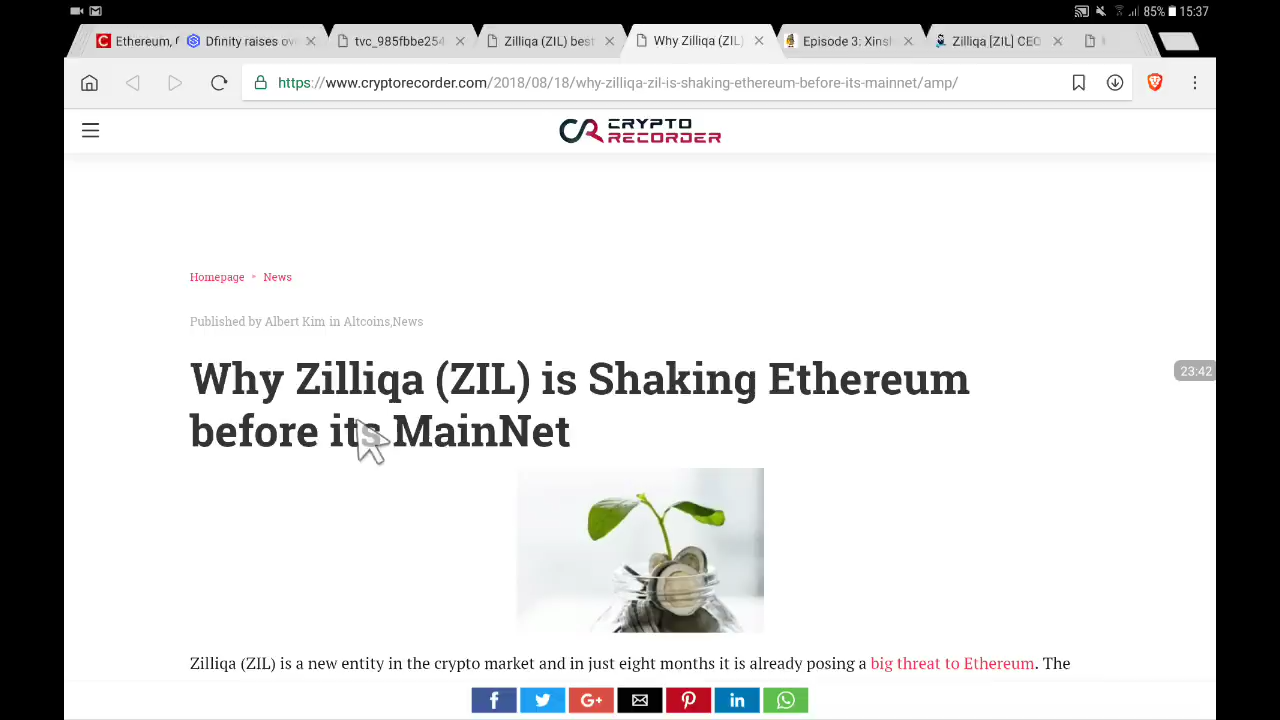 85% 15:37
Ethereum, f
Dfinity raises ove
tvc_985fbbe254
Zilliqa (ZIL) best
Why Zilliqa (ZIL)
Episode 3: Xinsh
Zilliqa [ZIL] CEO
https://www.cryptorecorder.com/2018/08/18/why-zilliqa-zil-is-shaking-ethereum-before-its-mainnet/amp/
CRYPTO
RECORDER
Homepage • News
Published by Albert Kim in Altcoins,News
23:42
Why Zilliqa (ZIL) is Shaking Ethereum
before its MainNet
Zilliqa (ZIL) is a new entity in the crypto market and in just eight months it is already posing a big threat to Ethereum. The